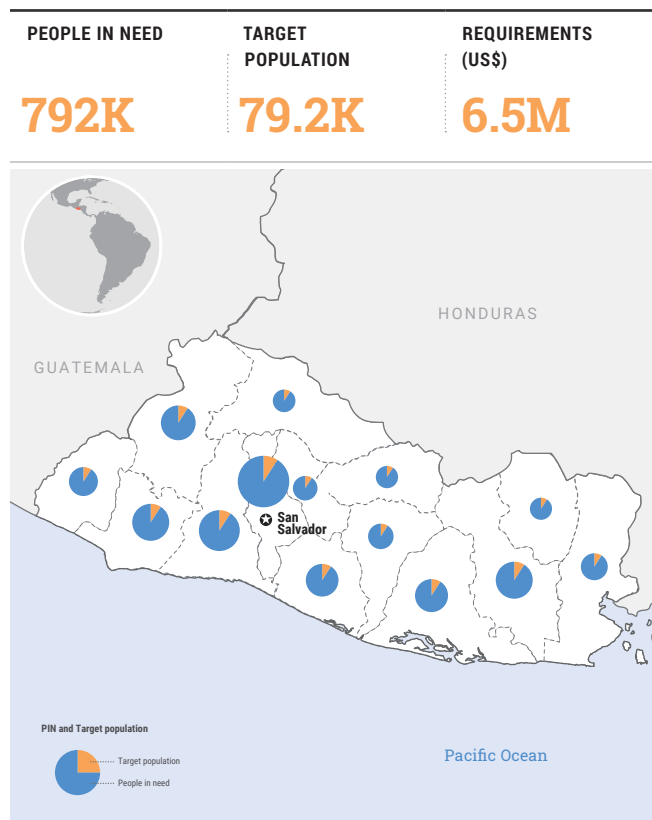 PEOPLE IN NEED
TARGET
POPULATION
REQUIREMENTS
(US$)
792K
79.2K
6.5M
HONDURAS
GUATEMALA
San
Salvador
PIN and Target population
Target population
People in need
Pacific Ocean